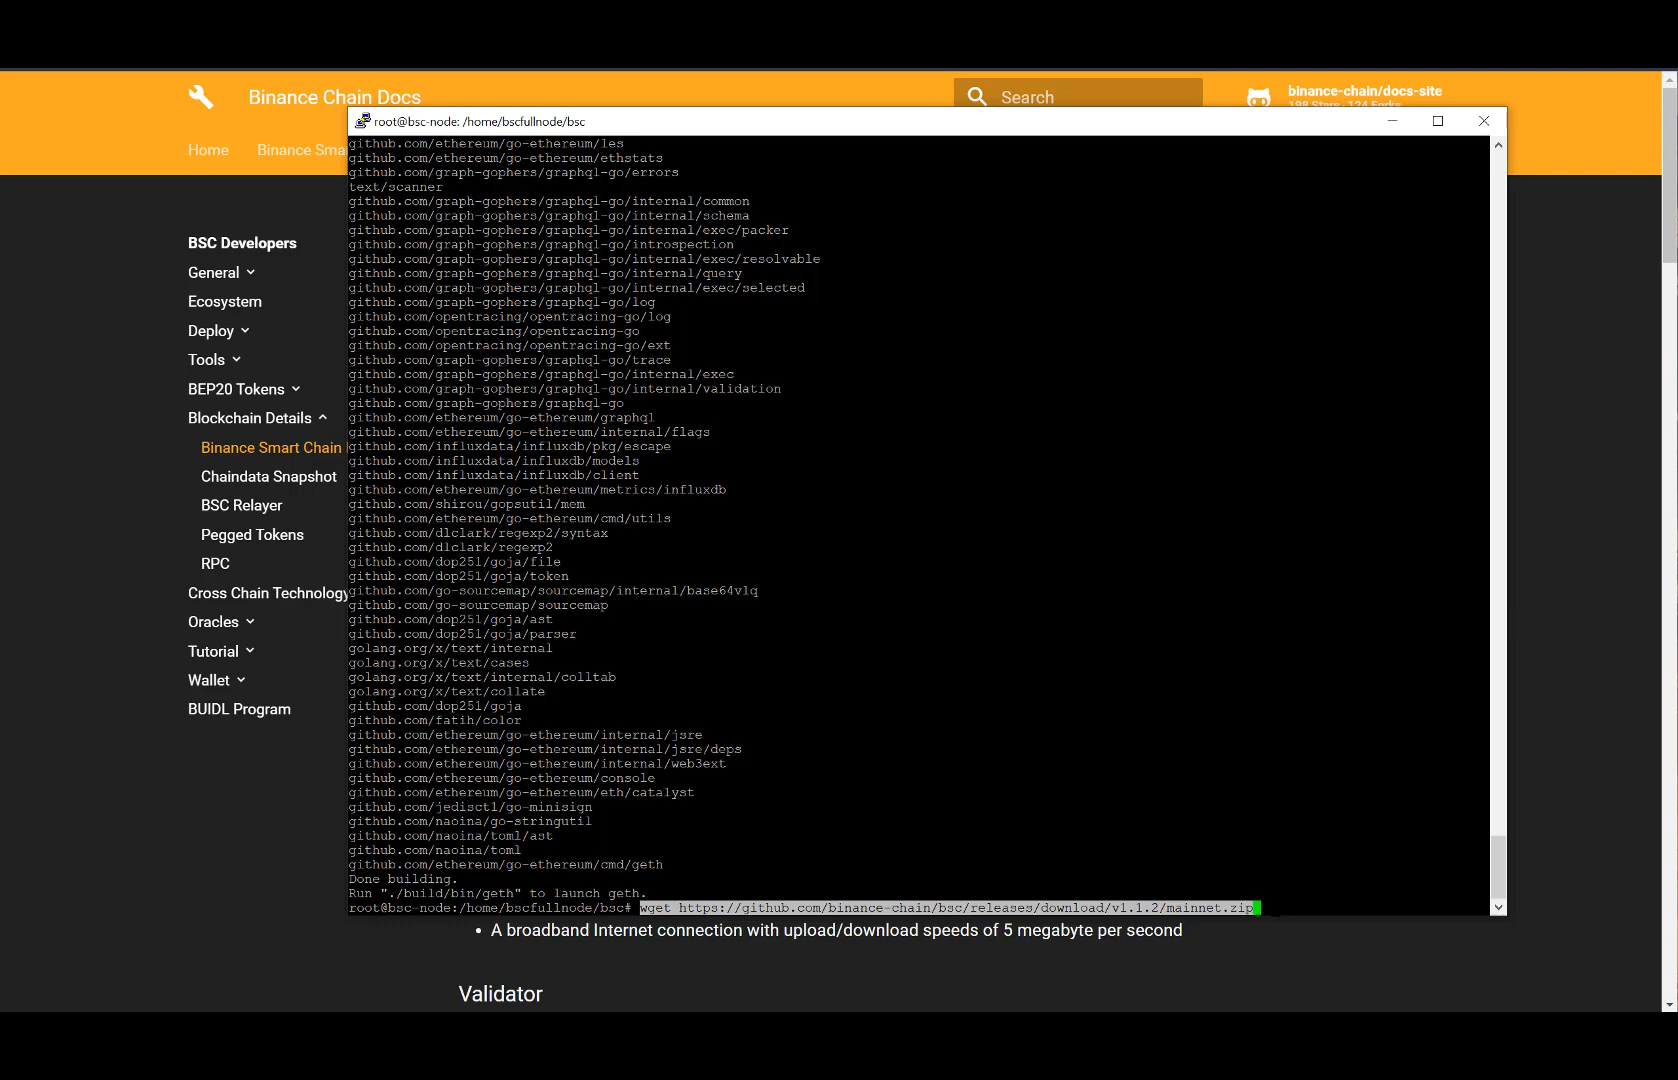 Binance Chain Docs
Search
binance-chain/docs-site
198 Stars · 124 Forks
root@bsc-node: /home/bscfullnode/bsc
Home Binance Sma
BSC Developers
General
Ecosystem
Deploy
Tools
BEP20 Tokens
Blockchain Details
Binance Smart Chain
Chaindata Snapshot
BSC Relayer
Pegged Tokens
RPC
Cross Chain Technology
Oracles
Tutorial
Wallet
BUIDL Program
github.com/ethereum/go-ethereum/les
github.com/ethereum/go-ethereum/ethstats
github.com/graph-gophers/graphql-go/errors
text/scanner
github.com/graph-gophers/graphql-go/internal/common
github.com/graph-gophers/graphql-go/internal/schema
github.com/graph-gophers/graphql-go/internal/exec/packer
github.com/graph-gophers/graphql-go/introspection
github.com/graph-gophers/graphql-go/internal/exec/resolvable
github.com/graph-gophers/graphql-go/internal/query
github.com/graph-gophers/graphql-go/internal/exec/selected
github.com/graph-gophers/graphql-go/log
github.com/opentracing/opentracing-go/log
github.com/opentracing/opentracing-go
github.com/opentracing/opentracing-go/ext
github.com/graph-gophers/graphql-go/trace
github.com/graph-gophers/graphql-go/internal/exec
github.com/graph-gophers/graphql-go/internal/validation
github.com/graph-gophers/graphql-go
github.com/ethereum/go-ethereum/graphql
github.com/ethereum/go-ethereum/internal/flags
github.com/influxdata/influxdb/pkg/escape
github.com/influxdata/influxdb/models
github.com/influxdata/influxdb/client
github.com/ethereum/go-ethereum/metrics/influxdb
github.com/shirou/gopsutil/mem
github.com/ethereum/go-ethereum/cmd/utils
github.com/dlclark/regexp2/syntax
github.com/dlclark/regexp2
github.com/dop251/goja/file
github.com/dop251/goja/token
github.com/go-sourcemap/sourcemap/internal/base64vlq
github.com/go-sourcemap/sourcemap
github.com/dop251/goja/ast
github.com/dop251/goja/parser
golang.org/x/text/internal
golang.org/x/text/cases
golang.org/x/text/internal/colltab
golang.org/x/text/collate
github.com/dop251/goja
github.com/fatih/color
github.com/ethereum/go-ethereum/internal/jsre
github.com/ethereum/go-ethereum/internal/jsre/deps
github.com/ethereum/go-ethereum/internal/web3ext
github.com/ethereum/go-ethereum/console
github.com/ethereum/go-ethereum/eth/catalyst
github.com/jedisct1/go-minisign
github.com/naoina/go-stringutil
github.com/naoina/toml/ast
github.com/naoina/toml
github.com/ethereum/go-ethereum/cmd/geth
Done building.
Run "./build/bin/geth" to launch geth.
root@bsc-node:/home/bscfullnode/bsc# wget https://github.com/binance-chain/bsc/releases/download/v1.1.2/mainnet.zip
• A broadband Internet connection with upload/download speeds of 5 megabyte per second
Validator